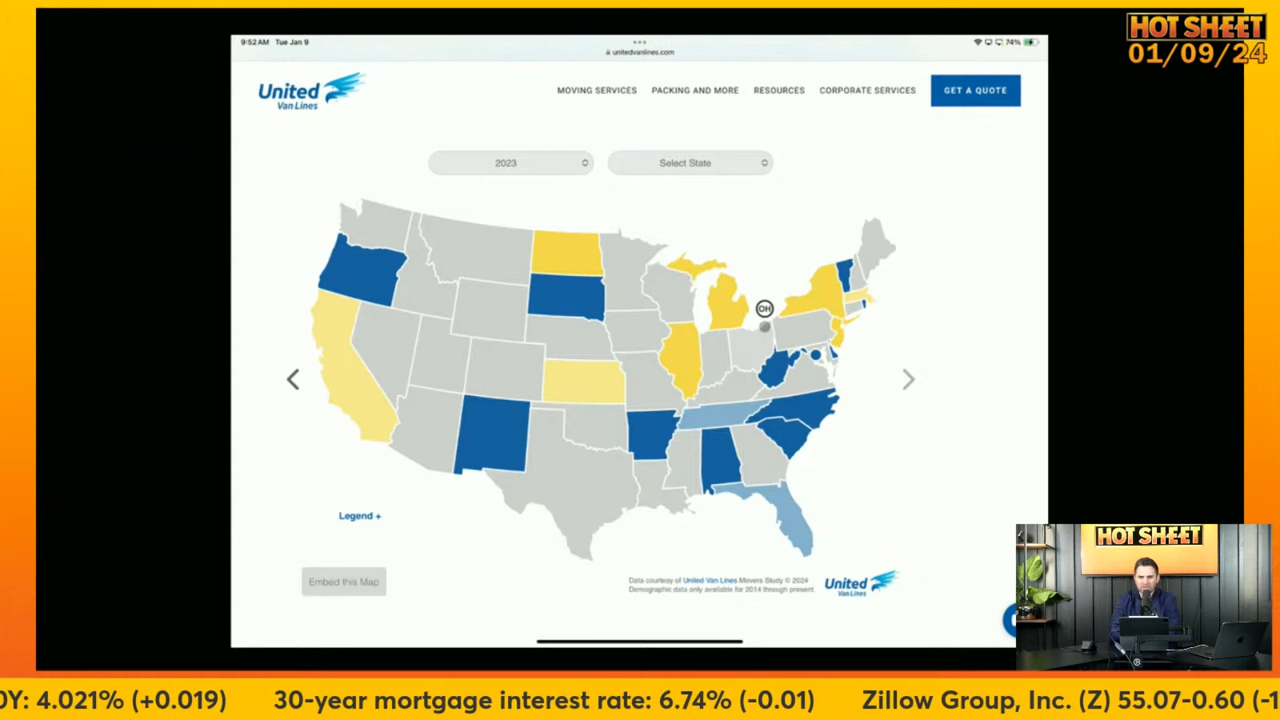 HOT SHEET
01/09/24
9:52 AM Tue Jan 9
unitedvanlines.com
74%
United
Van Lines
MOVING SERVICES
PACKING AND MORE
RESOURCES
CORPORATE SERVICES
GET A QUOTE
2023
Select State
OH
Legend +
Embed this Map
Data courtesy of United Van Lines Movers Study © 2024
Demographic data only available for 2014 through present.
United
Van Lines
HOT SHEET
0Y: 4.021% (+0.019) 30-year mortgage interest rate: 6.74% (-0.01) Zillow Group, Inc. (Z) 55.07-0.60 (-1